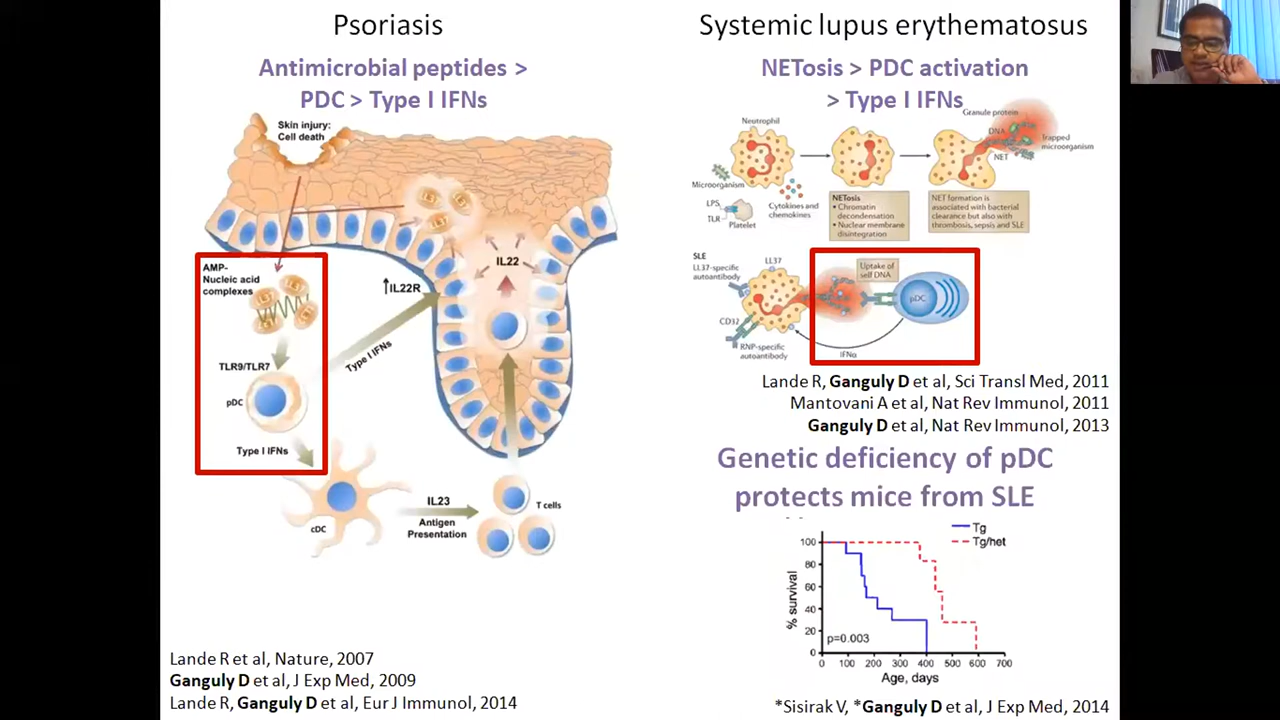 Psoriasis
Antimicrobial peptides >
PDC > Type I IFNs
Skin injury:
Cell death
AMP-
Nucleic acid
complexes
TLR9/TLR7
pDC
Type I IFNs
↑IL22R
Type I IFNs
IL22
cDC
IL23
Antigen
Presentation
T cells
Lande R et al, Nature, 2007
Ganguly D et al, J Exp Med, 2009
Lande R, Ganguly D et al, Eur J Immunol, 2014
Systemic lupus erythematosus
NETosis > PDC activation
> Type I IFNs
Neutrophil
Granule protein
DNA
Trapped
microorganism
NET
Microorganism
LPS
TLR
Platelet
Cytokines and
chemokines
NETosis
• Chromatin
decondensation
• Nuclear membrane
disintegration
NET formation is
associated with bacterial
clearance but also with
thrombosis, sepsis and SLE
SLE
LL37-specific
autoantibody
LL37
CD32
RNP-specific
autoantibody
Uptake of
self DNA
pDC
IFNα
Lande R, Ganguly D et al, Sci Transl Med, 2011
Mantovani A et al, Nat Rev Immunol, 2011
Ganguly D et al, Nat Rev Immunol, 2013
Genetic deficiency of pDC
protects mice from SLE
Tg
Tg/het
% survival
100
80
60
40
20
0
p=0.003
0 100 200 300 400 500 600 700
Age, days
*Sisirak V, *Ganguly D et al, J Exp Med, 2014